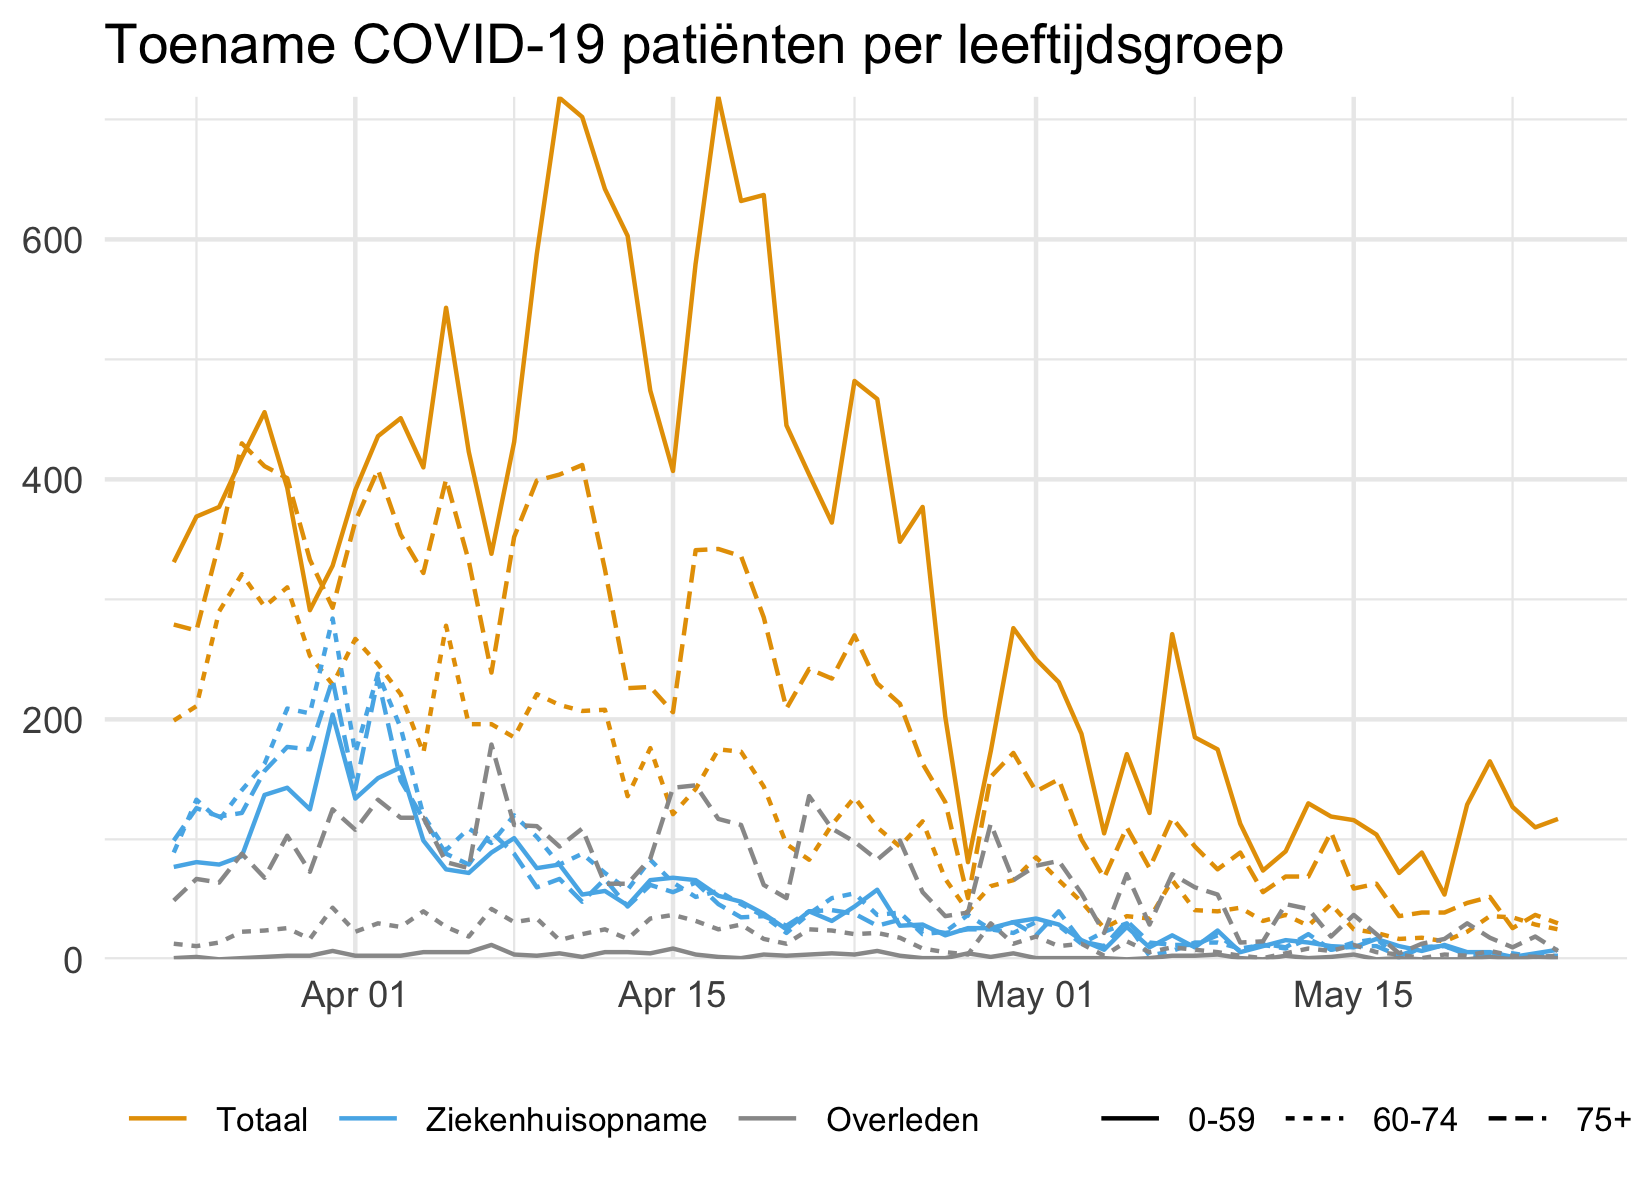 Toename COVID-19 patiënten per leeftijdsgroep
600
400
200
0
Apr 01 Apr 15 May 01 May 15
Totaal Ziekenhuisopname Overleden 0-59 60-74 75+